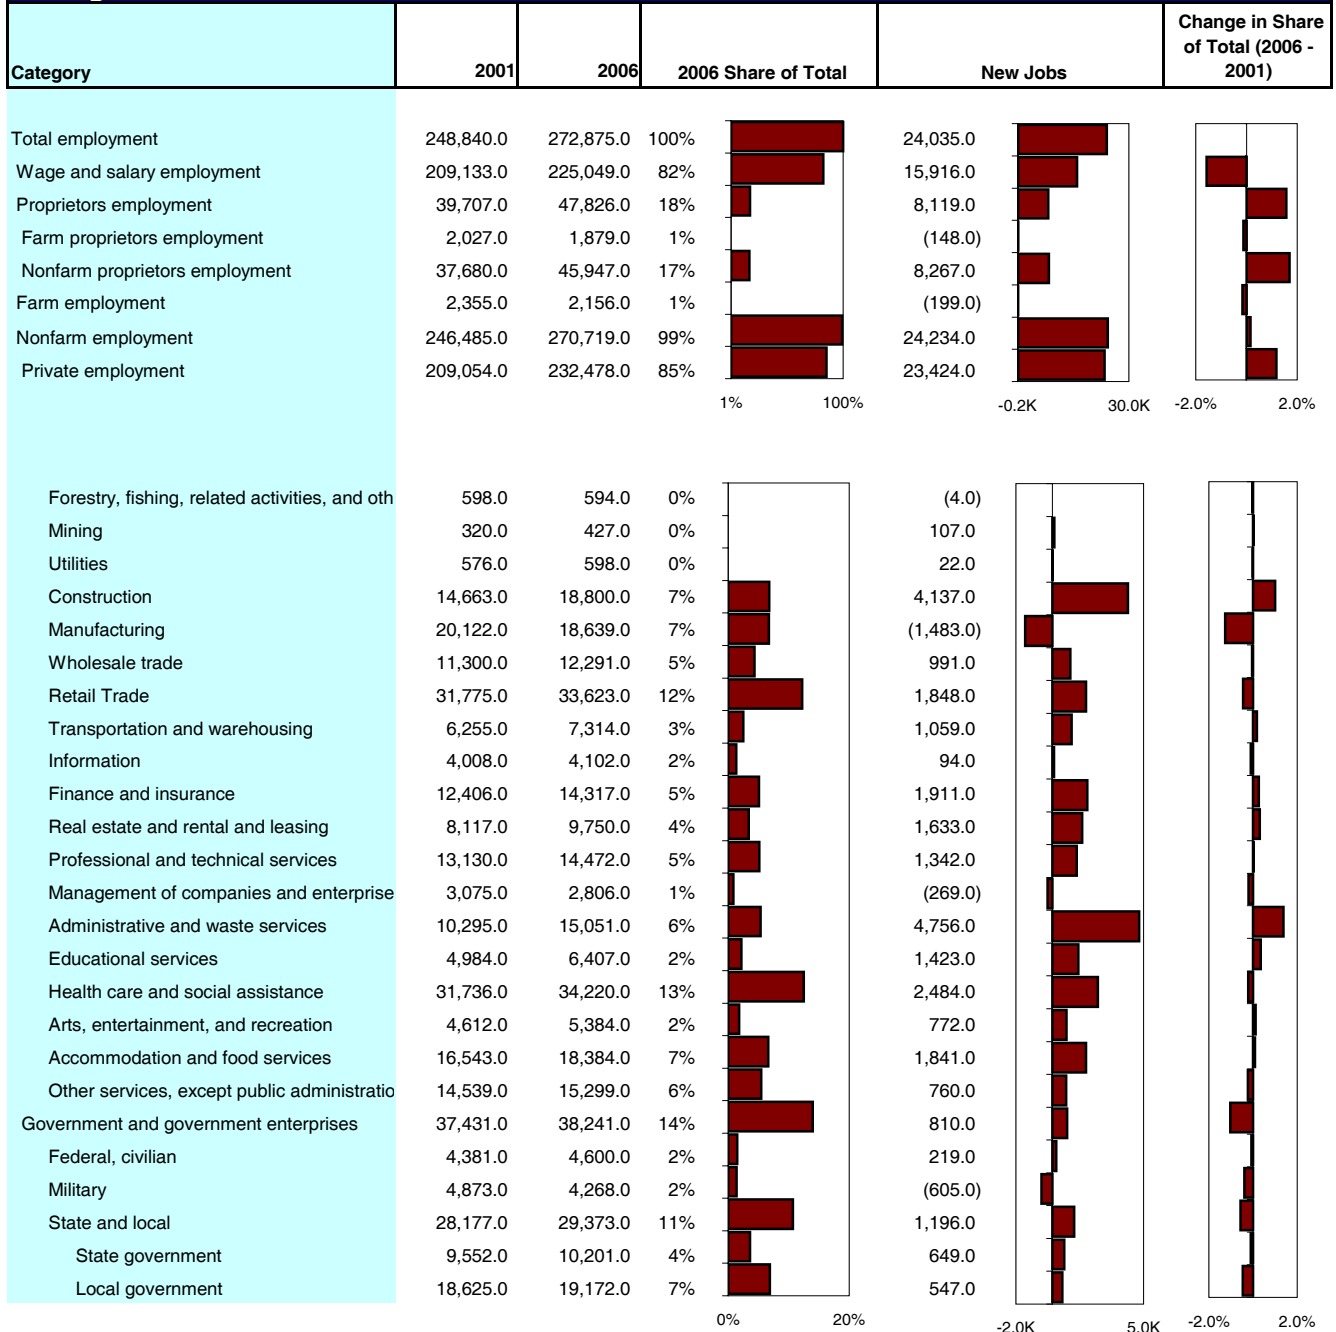 Category 2001 2006 2006 Share of Total New Jobs Change in Share of Total (2006 - 2001)
Total employment 248,840.0 272,875.0 100% 24,035.0
Wage and salary employment 209,133.0 225,049.0 82% 15,916.0
Proprietors employment 39,707.0 47,826.0 18% 8,119.0
Farm proprietors employment 2,027.0 1,879.0 1% (148.0)
Nonfarm proprietors employment 37,680.0 45,947.0 17% 8,267.0
Farm employment 2,355.0 2,156.0 1% (199.0)
Nonfarm employment 246,485.0 270,719.0 99% 24,234.0
Private employment 209,054.0 232,478.0 85% 23,424.0
1% 100% -0.2K 30.0K -2.0% 2.0%
Forestry, fishing, related activities, and oth 598.0 594.0 0% (4.0)
Mining 320.0 427.0 0% 107.0
Utilities 576.0 598.0 0% 22.0
Construction 14,663.0 18,800.0 7% 4,137.0
Manufacturing 20,122.0 18,639.0 7% (1,483.0)
Wholesale trade 11,300.0 12,291.0 5% 991.0
Retail Trade 31,775.0 33,623.0 12% 1,848.0
Transportation and warehousing 6,255.0 7,314.0 3% 1,059.0
Information 4,008.0 4,102.0 2% 94.0
Finance and insurance 12,406.0 14,317.0 5% 1,911.0
Real estate and rental and leasing 8,117.0 9,750.0 4% 1,633.0
Professional and technical services 13,130.0 14,472.0 5% 1,342.0
Management of companies and enterprise 3,075.0 2,806.0 1% (269.0)
Administrative and waste services 10,295.0 15,051.0 6% 4,756.0
Educational services 4,984.0 6,407.0 2% 1,423.0
Health care and social assistance 31,736.0 34,220.0 13% 2,484.0
Arts, entertainment, and recreation 4,612.0 5,384.0 2% 772.0
Accommodation and food services 16,543.0 18,384.0 7% 1,841.0
Other services, except public administratio 14,539.0 15,299.0 6% 760.0
Government and government enterprises 37,431.0 38,241.0 14% 810.0
Federal, civilian 4,381.0 4,600.0 2% 219.0
Military 4,873.0 4,268.0 2% (605.0)
State and local 28,177.0 29,373.0 11% 1,196.0
State government 9,552.0 10,201.0 4% 649.0
Local government 18,625.0 19,172.0 7% 547.0
0% 20% -2.0K 5.0K -2.0% 2.0%